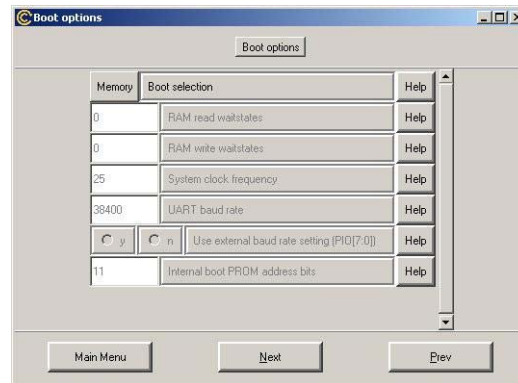 Boot options
Boot options
Memory Boot selection Help
0 RAM read waitstates Help
0 RAM write waitstates Help
25 System clock frequency Help
38400 UART baud rate Help
y n Use external baud rate setting (PIO[7:0]) Help
11 Internal boot PROM address bits Help
Main Menu Next Prev